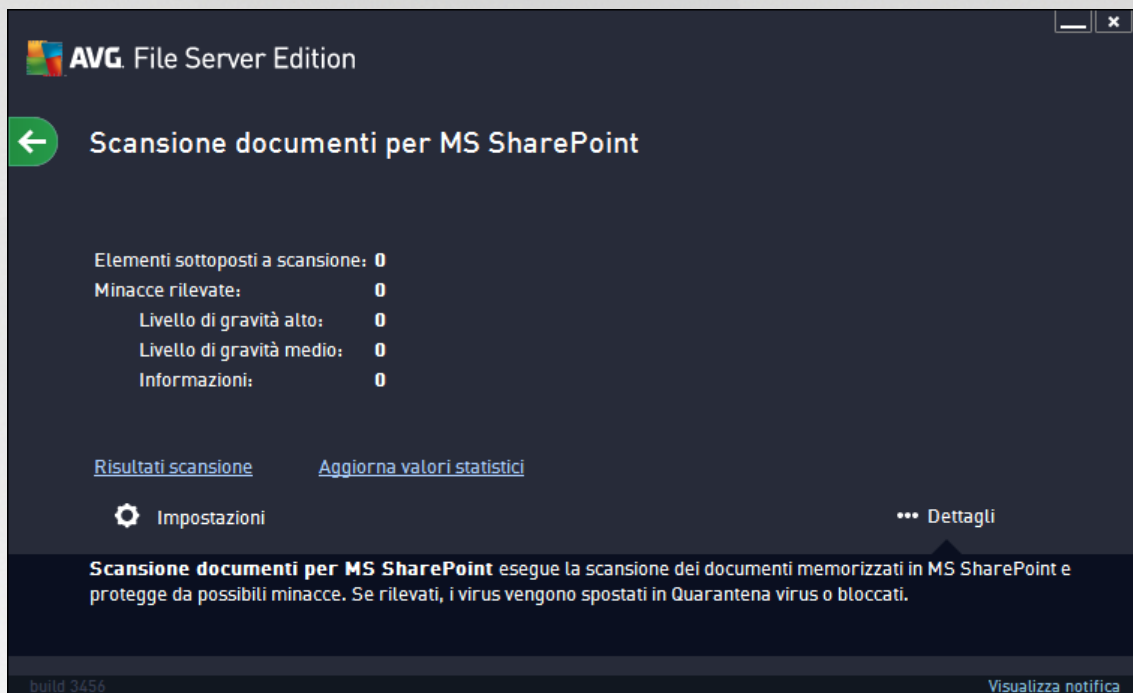 AVG. File Server Edition
Scansione documenti per MS SharePoint
Elementi sottoposti a scansione: 0
Minacce rilevate: 0
Livello di gravità alto: 0
Livello di gravità medio: 0
Informazioni: 0
Risultati scansione Aggiorna valori statistici
Impostazioni ••• Dettagli
Scansione documenti per MS SharePoint esegue la scansione dei documenti memorizzati in MS SharePoint e
protegge da possibili minacce. Se rilevati, i virus vengono spostati in Quarantena virus o bloccati.
build 3456 Visualizza notifica